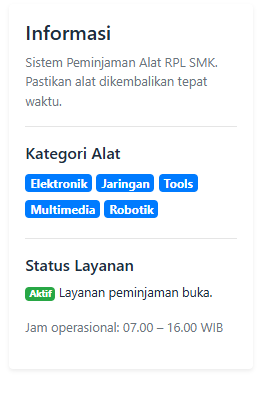 Informasi
Sistem Peminjaman Alat RPL SMK.
Pastikan alat dikembalikan tepat
waktu.
Kategori Alat
Elektronik Jaringan Tools
Multimedia Robotik
Status Layanan
Aktif Layanan peminjaman buka.
Jam operasional: 07.00 – 16.00 WIB